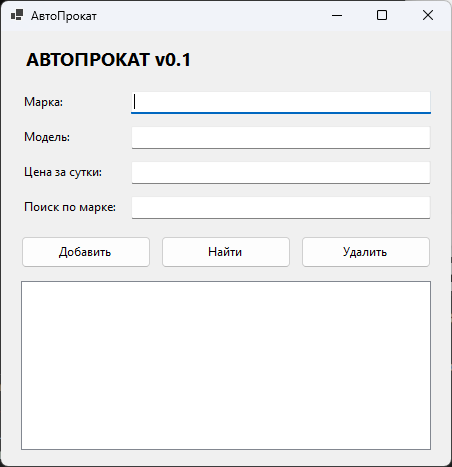 АвтоПрокат
АВТОПРОКАТ v0.1
Марка:
Модель:
Цена за сутки:
Поиск по марке:
Добавить Найти Удалить